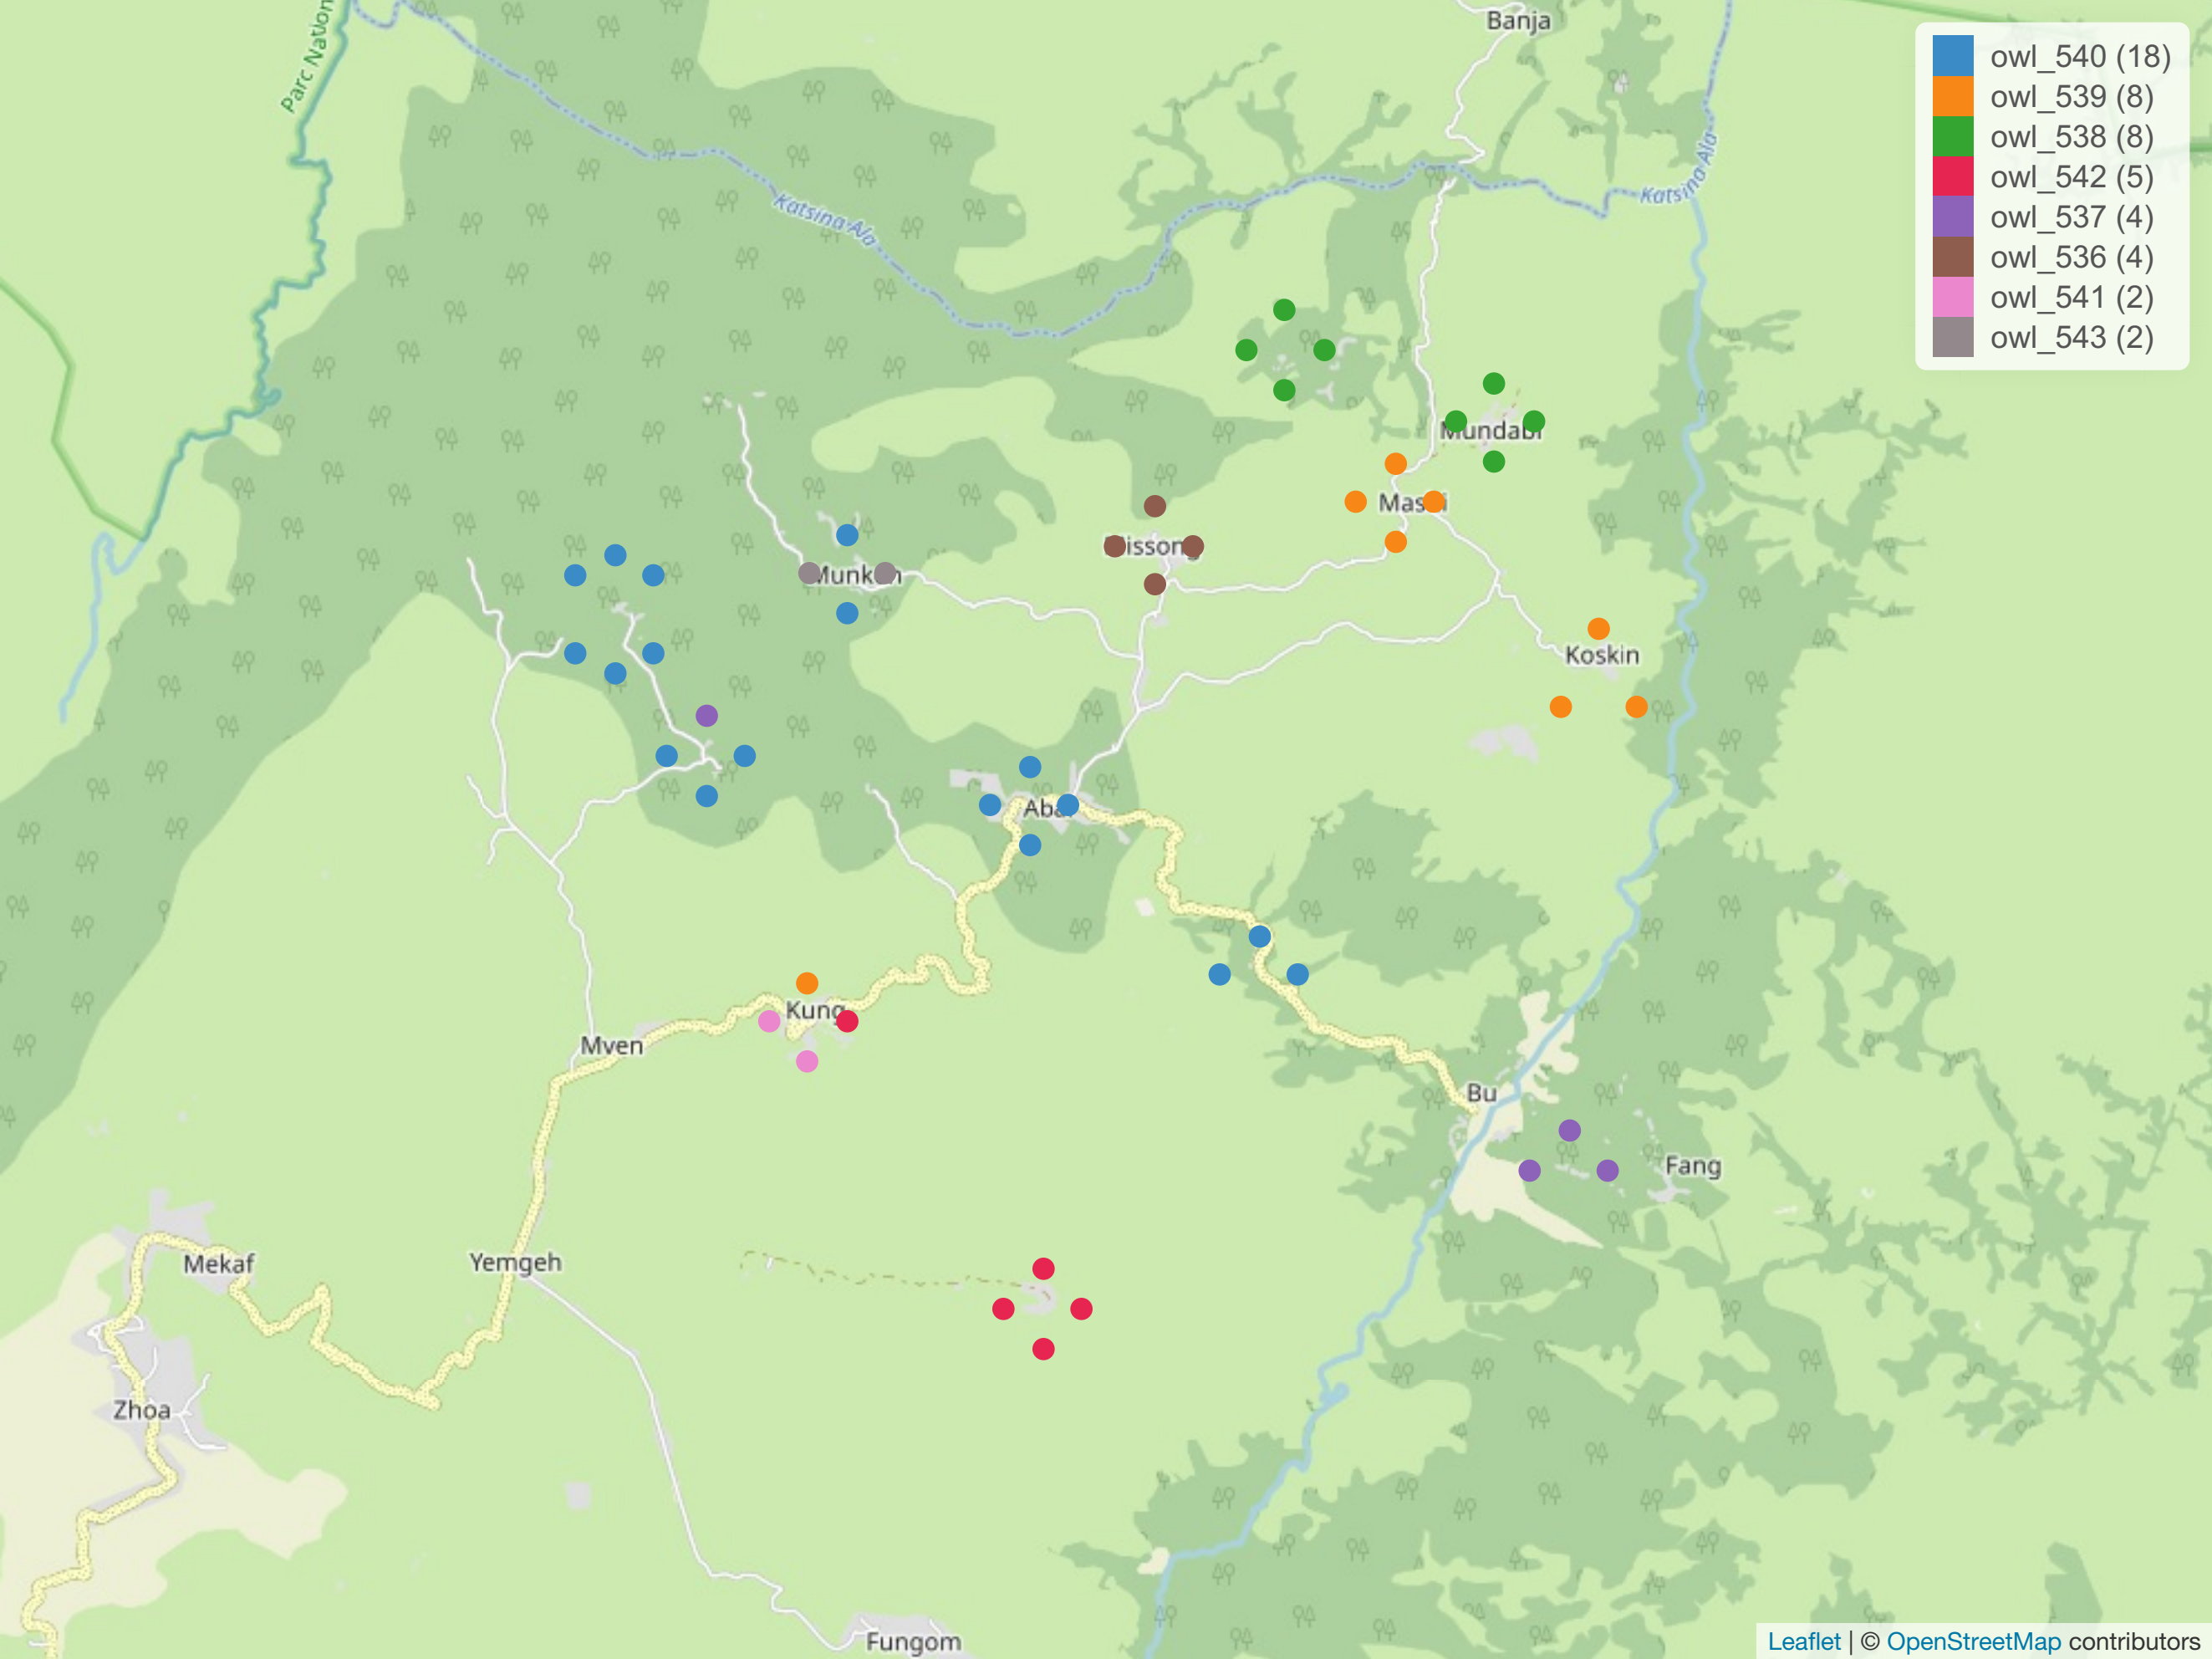 Banja
Parc Nation
owl_540 (18)
owl_539 (8)
owl_538 (8)
owl_542 (5)
owl_537 (4)
owl_536 (4)
owl_541 (2)
owl_543 (2)
Katsina-Ala
Katsina-Ala
Mundabi
Koskin
Kung
Mven
Bu
Fang
Mekaf
Yemgeh
Zhoa
Fungom
Leaflet | © OpenStreetMap contributors